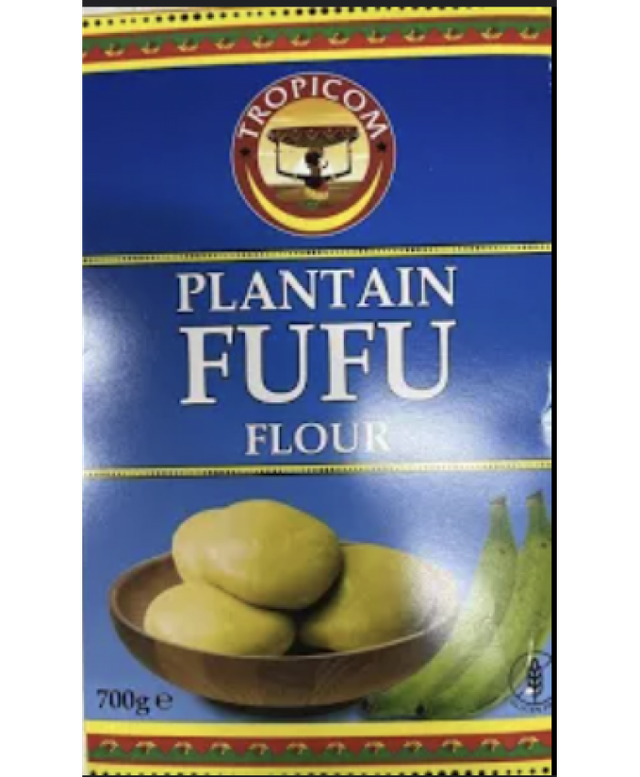 TROPICOM
PLANTAIN
FUFU
FLOUR
700g ℮